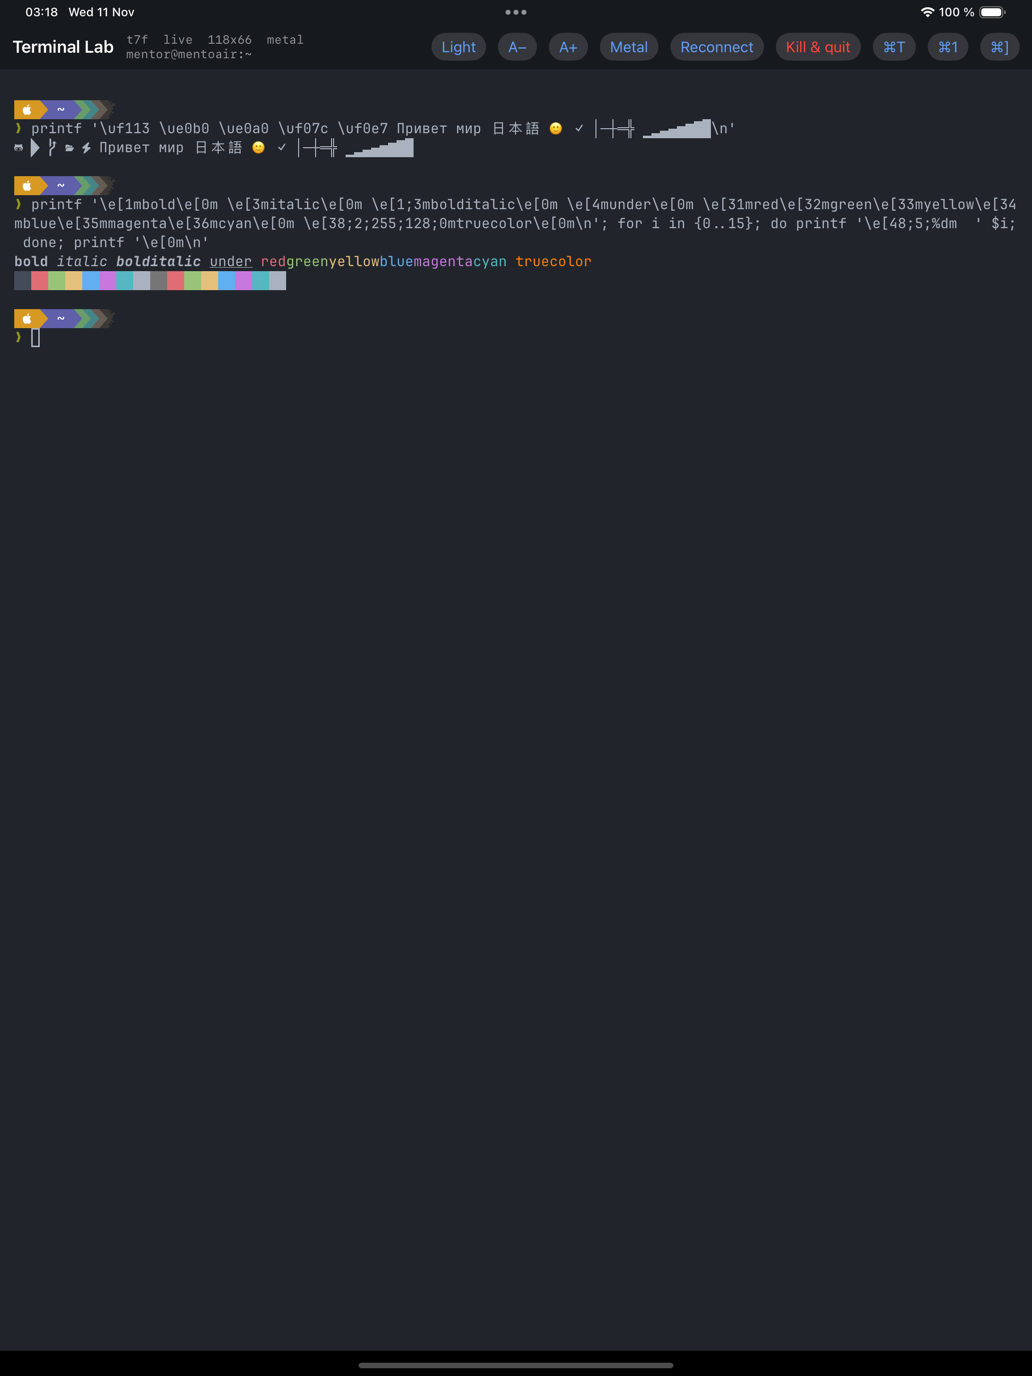 03:18 Wed 11 Nov
100 %
Terminal Lab
t7f live 118x66 metal
mentor@mentoair:~
Light A− A+ Metal Reconnect Kill & quit ⌘T ⌘1 ⌘]
~
❯ printf '\uf113 \ue0b0 \ue0a0 \uf07c \uf0e7 Привет мир 日本語 😀 ✓ │─┼═╬ ▁▂▃▄▅▆▇█\n'
Привет мир 日本語 😀 ✓ │─┼═╬ ▁▂▃▄▅▆▇█
~
❯ printf '\e[1mbold\e[0m \e[3mitalic\e[0m \e[1;3mbolditalic\e[0m \e[4munder\e[0m \e[31mred\e[32mgreen\e[33myellow\e[34
mblue\e[35mmagenta\e[36mcyan\e[0m \e[38;2;255;128;0mtruecolor\e[0m\n'; for i in {0..15}; do printf '\e[48;5;%dm  ' $i;
done; printf '\e[0m\n'
bold italic bolditalic under redgreenyellowbluemagentacyan truecolor
~
❯